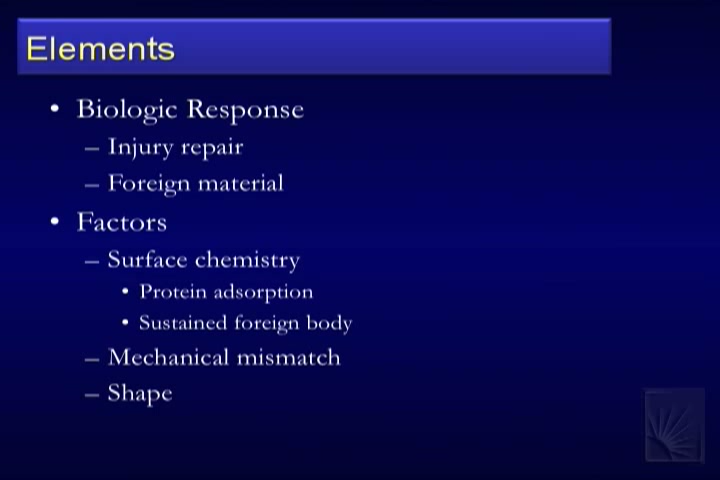 Elements
• Biologic Response
– Injury repair
– Foreign material
• Factors
– Surface chemistry
• Protein adsorption
• Sustained foreign body
– Mechanical mismatch
– Shape